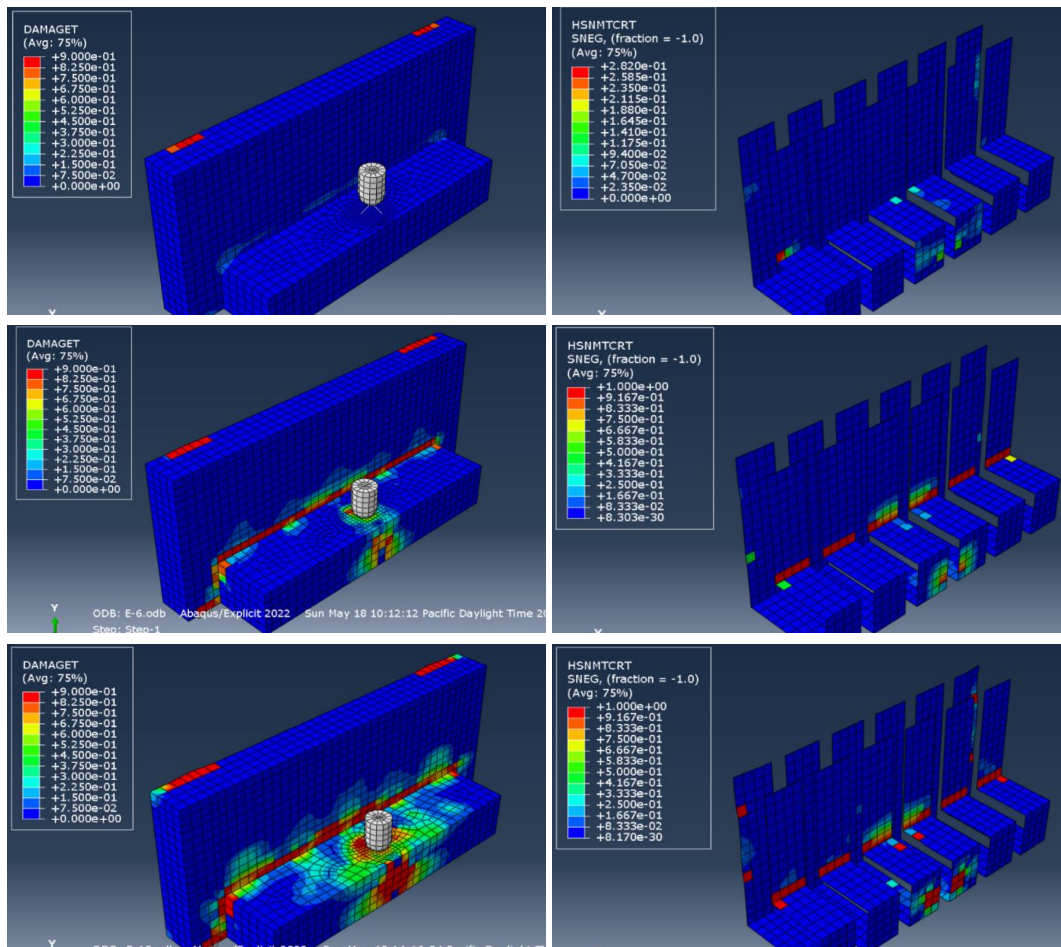 DAMAGET
(Avg: 75%)
+9.000e-01
+8.250e-01
+7.500e-01
+6.750e-01
+6.000e-01
+5.250e-01
+4.500e-01
+3.750e-01
+3.000e-01
+2.250e-01
+1.500e-01
+7.500e-02
+0.000e+00
HSNMTCRT
SNEG, (fraction = -1.0)
(Avg: 75%)
+2.820e-01
+2.585e-01
+2.350e-01
+2.115e-01
+1.880e-01
+1.645e-01
+1.410e-01
+1.175e-01
+9.400e-02
+7.050e-02
+4.700e-02
+2.350e-02
+0.000e+00
DAMAGET
(Avg: 75%)
+9.000e-01
+8.250e-01
+7.500e-01
+6.750e-01
+6.000e-01
+5.250e-01
+4.500e-01
+3.750e-01
+3.000e-01
+2.250e-01
+1.500e-01
+7.500e-02
+0.000e+00
Y
ODB: E-6.odb Abaqus/Explicit 2022 Sun May 18 10:12:12 Pacific Daylight Time 20
Step: Step-1
HSNMTCRT
SNEG, (fraction = -1.0)
(Avg: 75%)
+1.000e+00
+9.167e-01
+8.333e-01
+7.500e-01
+6.667e-01
+5.833e-01
+5.000e-01
+4.167e-01
+3.333e-01
+2.500e-01
+1.667e-01
+8.333e-02
+8.303e-30
DAMAGET
(Avg: 75%)
+9.000e-01
+8.250e-01
+7.500e-01
+6.750e-01
+6.000e-01
+5.250e-01
+4.500e-01
+3.750e-01
+3.000e-01
+2.250e-01
+1.500e-01
+7.500e-02
+0.000e+00
HSNMTCRT
SNEG, (fraction = -1.0)
(Avg: 75%)
+1.000e+00
+9.167e-01
+8.333e-01
+7.500e-01
+6.667e-01
+5.833e-01
+5.000e-01
+4.167e-01
+3.333e-01
+2.500e-01
+1.667e-01
+8.333e-02
+8.170e-30